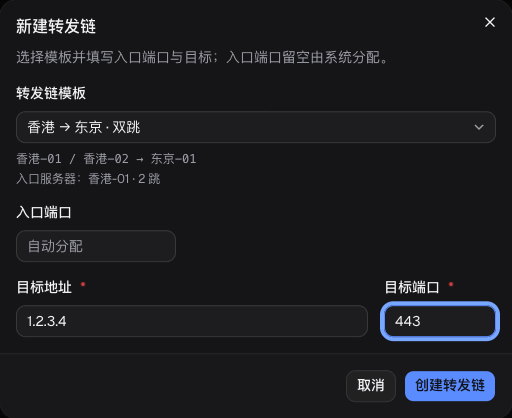 新建转发链
选择模板并填写入口端口与目标；入口端口留空由系统分配。
转发链模板
香港 → 东京 · 双跳
香港-01 / 香港-02 → 东京-01
入口服务器：香港-01 · 2 跳
入口端口
自动分配
目标地址 * 目标端口 *
1.2.3.4 443
取消 创建转发链